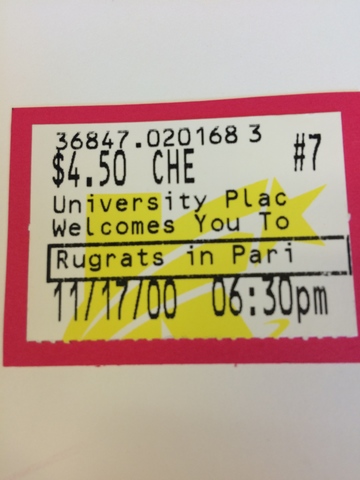 36847.020168 3
$4.50 CHE #7
University Plac
Welcomes You To
Rugrats in Pari
11/17/00 06:30pm